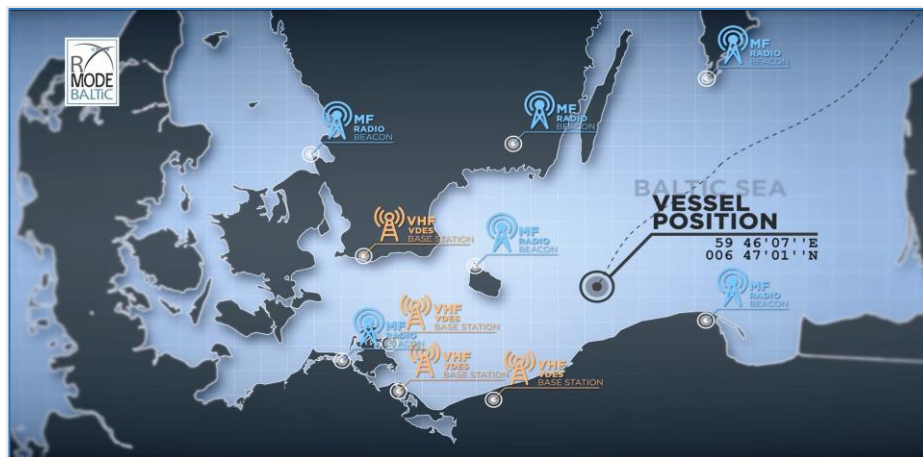 R
MODE
BALTIC
MF
RADIO
BEACON
MF
RADIO
BEACON
MF
RADIO
BEACON
BALTIC SEA
VESSEL
POSITION
59 46'07''E
006 47'01''N
VHF
VDES
BASE STATION
MF
RADIO
BEACON
MF
RADIO
BEACON
VHF
VDES
BASE STATION
MF
RADIO
BEACON
VHF
VDES
BASE STATION
VHF
VDES
BASE STATION